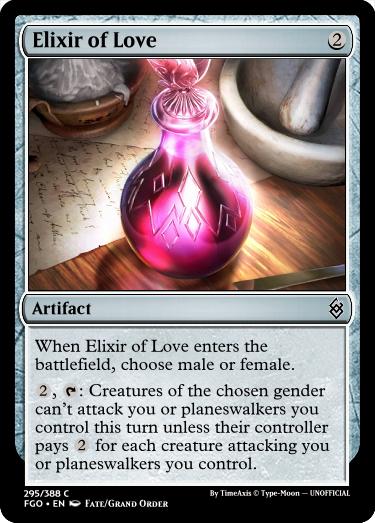 Elixir of Love 2
Artifact
When Elixir of Love enters the
battlefield, choose male or female.
2, : Creatures of the chosen gender
can't attack you or planeswalkers you
control this turn unless their controller
pays 2 for each creature attacking you
or planeswalkers you control.
295/388 C
FGO • EN Fate/Grand Order
By TimeAxis © Type-Moon — UNOFFICIAL